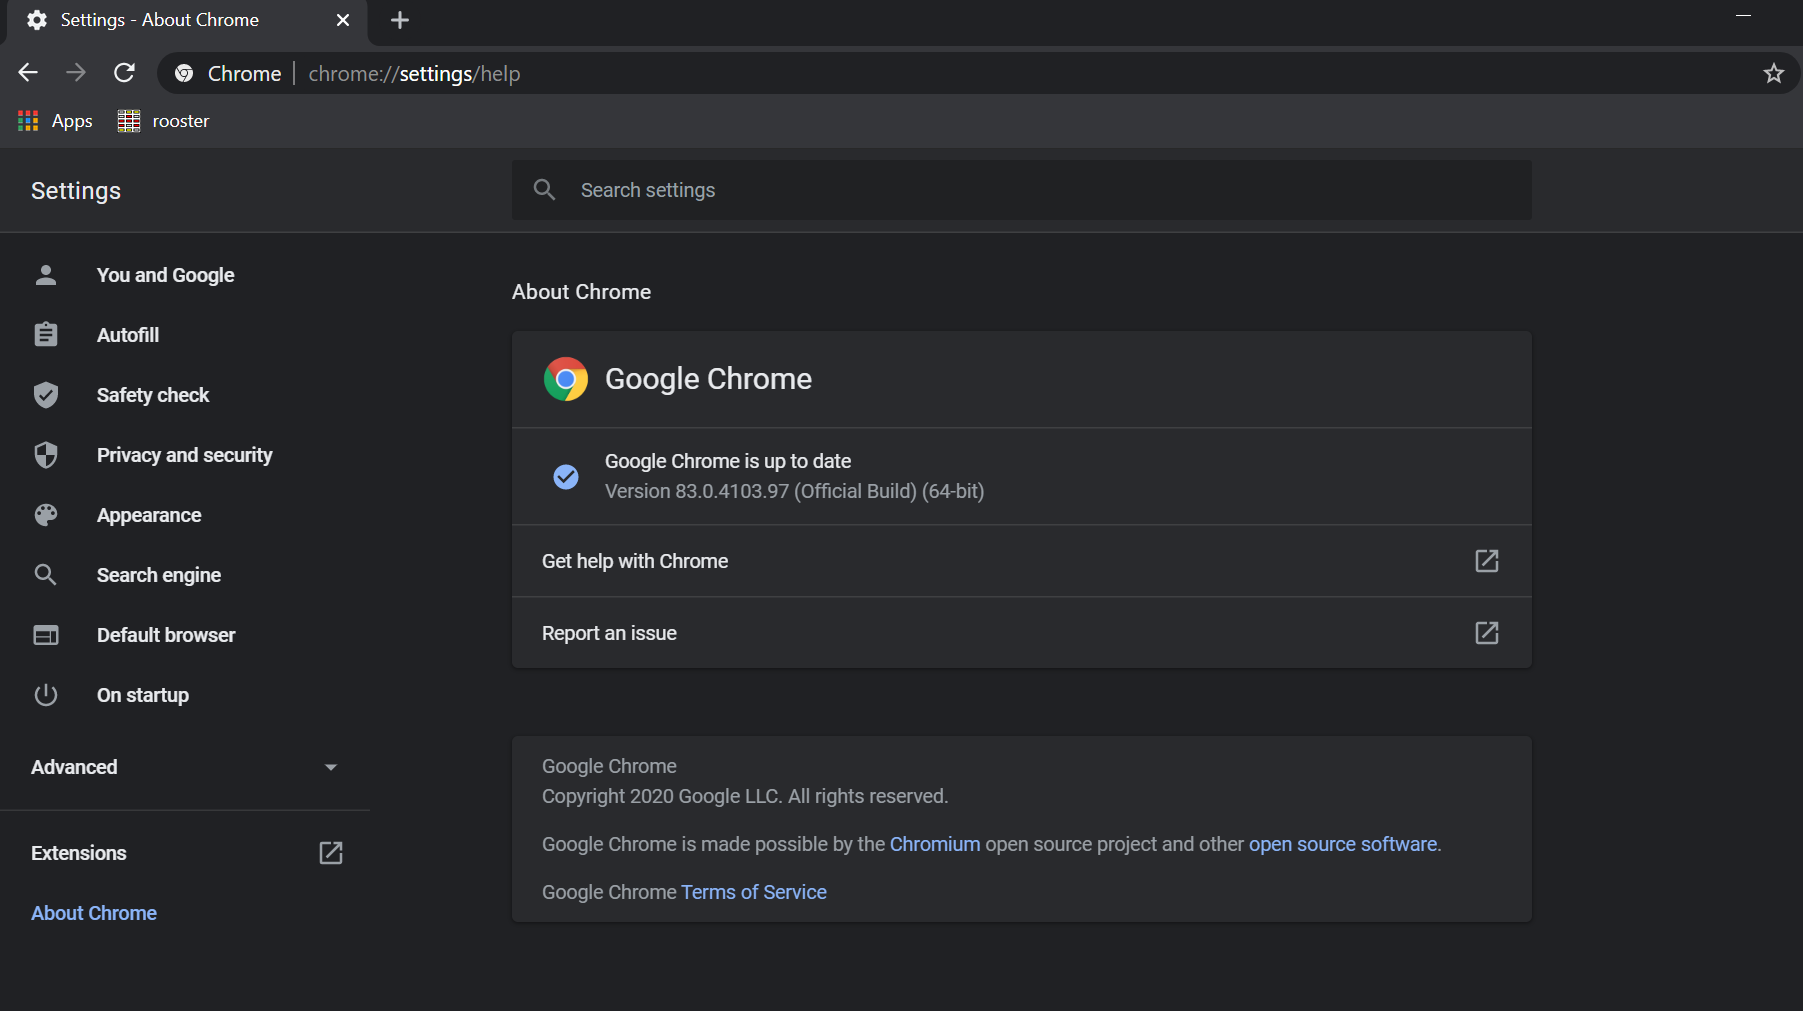 Settings - About Chrome
Chrome | chrome://settings/help
Apps rooster
Settings
Search settings
You and Google
Autofill
Safety check
Privacy and security
Appearance
Search engine
Default browser
On startup
Advanced
Extensions
About Chrome
About Chrome
Google Chrome
Google Chrome is up to date
Version 83.0.4103.97 (Official Build) (64-bit)
Get help with Chrome
Report an issue
Google Chrome
Copyright 2020 Google LLC. All rights reserved.
Google Chrome is made possible by the Chromium open source project and other open source software.
Google Chrome Terms of Service